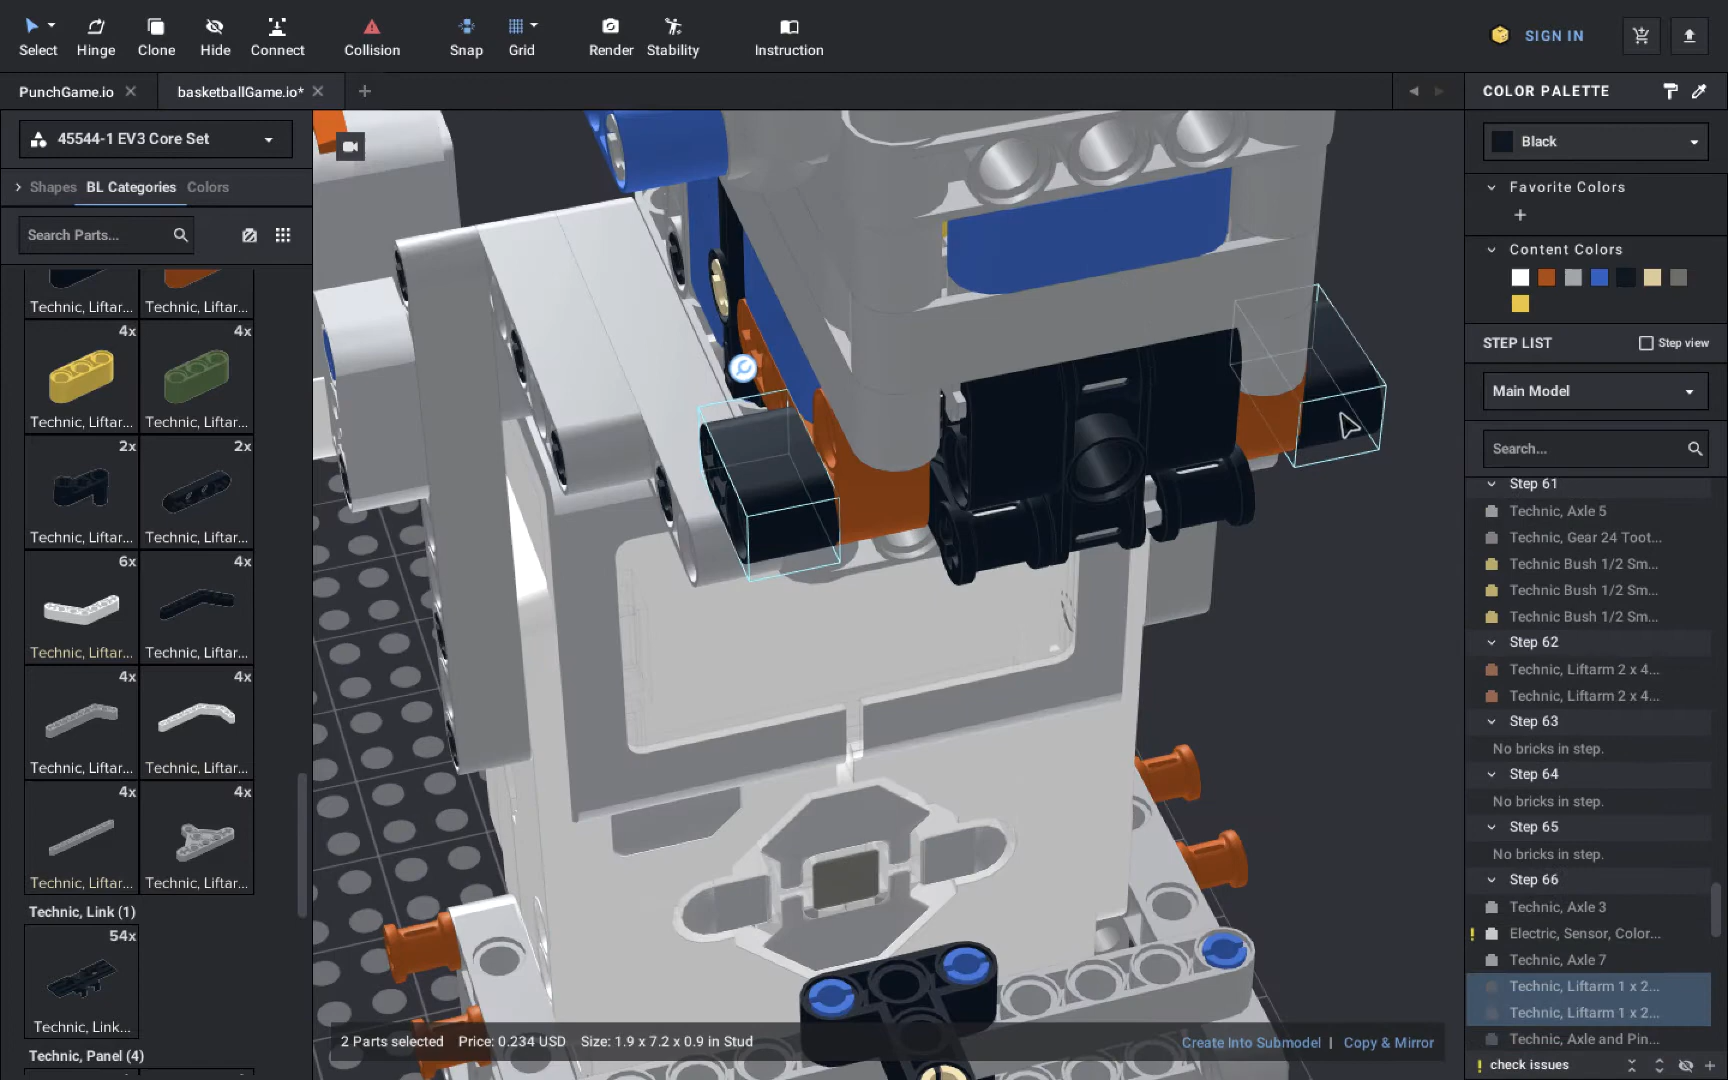 Select
Hinge
Clone
Hide
Connect
Collision
Snap
Grid
Render
Stability
Instruction
SIGN IN
PunchGame.io
basketballGame.io*
COLOR PALETTE
45544-1 EV3 Core Set
Black
Shapes
BL Categories
Colors
Favorite Colors
Search Parts...
Content Colors
Technic, Liftar...
Technic, Liftar...
STEP LIST
Step view
4x
4x
Main Model
Technic, Liftar...
Technic, Liftar...
Search...
2x
2x
Step 61
Technic, Axle 5
Technic, Liftar...
Technic, Liftar...
Technic, Gear 24 Toot...
6x
4x
Technic Bush 1/2 Sm...
Technic Bush 1/2 Sm...
Technic Bush 1/2 Sm...
Technic, Liftar...
Technic, Liftar...
Step 62
4x
4x
Technic, Liftarm 2 x 4...
Technic, Liftarm 2 x 4...
Step 63
No bricks in step.
Technic, Liftar...
Technic, Liftar...
Step 64
4x
4x
No bricks in step.
Step 65
No bricks in step.
Technic, Liftar...
Technic, Liftar...
Step 66
Technic, Link (1)
Technic, Axle 3
54x
Electric, Sensor, Color...
Technic, Axle 7
Technic, Liftarm 1 x 2...
Technic, Liftarm 1 x 2...
Technic, Link...
Technic, Axle and Pin...
2 Parts selected
Price: 0.234 USD
Size: 1.9 x 7.2 x 0.9 in Stud
Create Into Submodel | Copy & Mirror
Technic, Panel (4)
! check issues